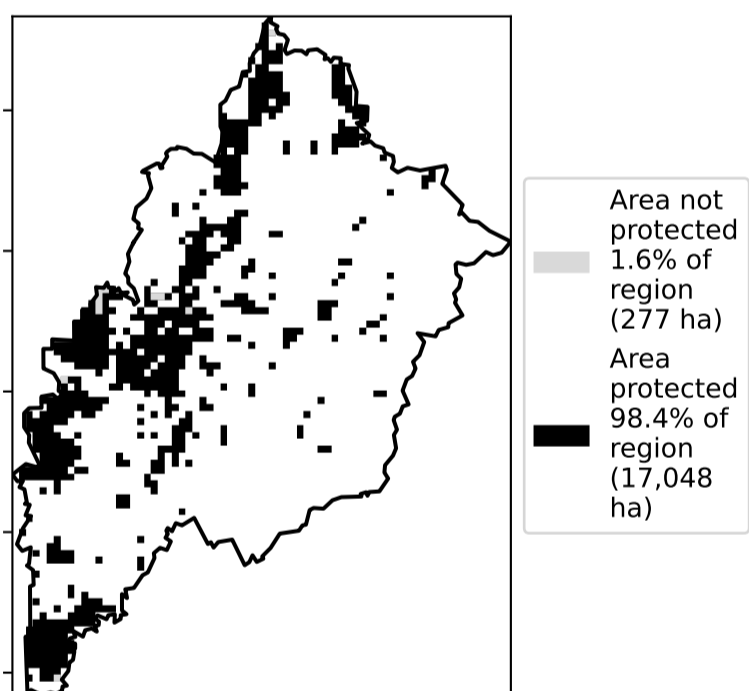 Area not
protected
1.6% of
region
(277 ha)
Area
protected
98.4% of
region
(17,048
ha)